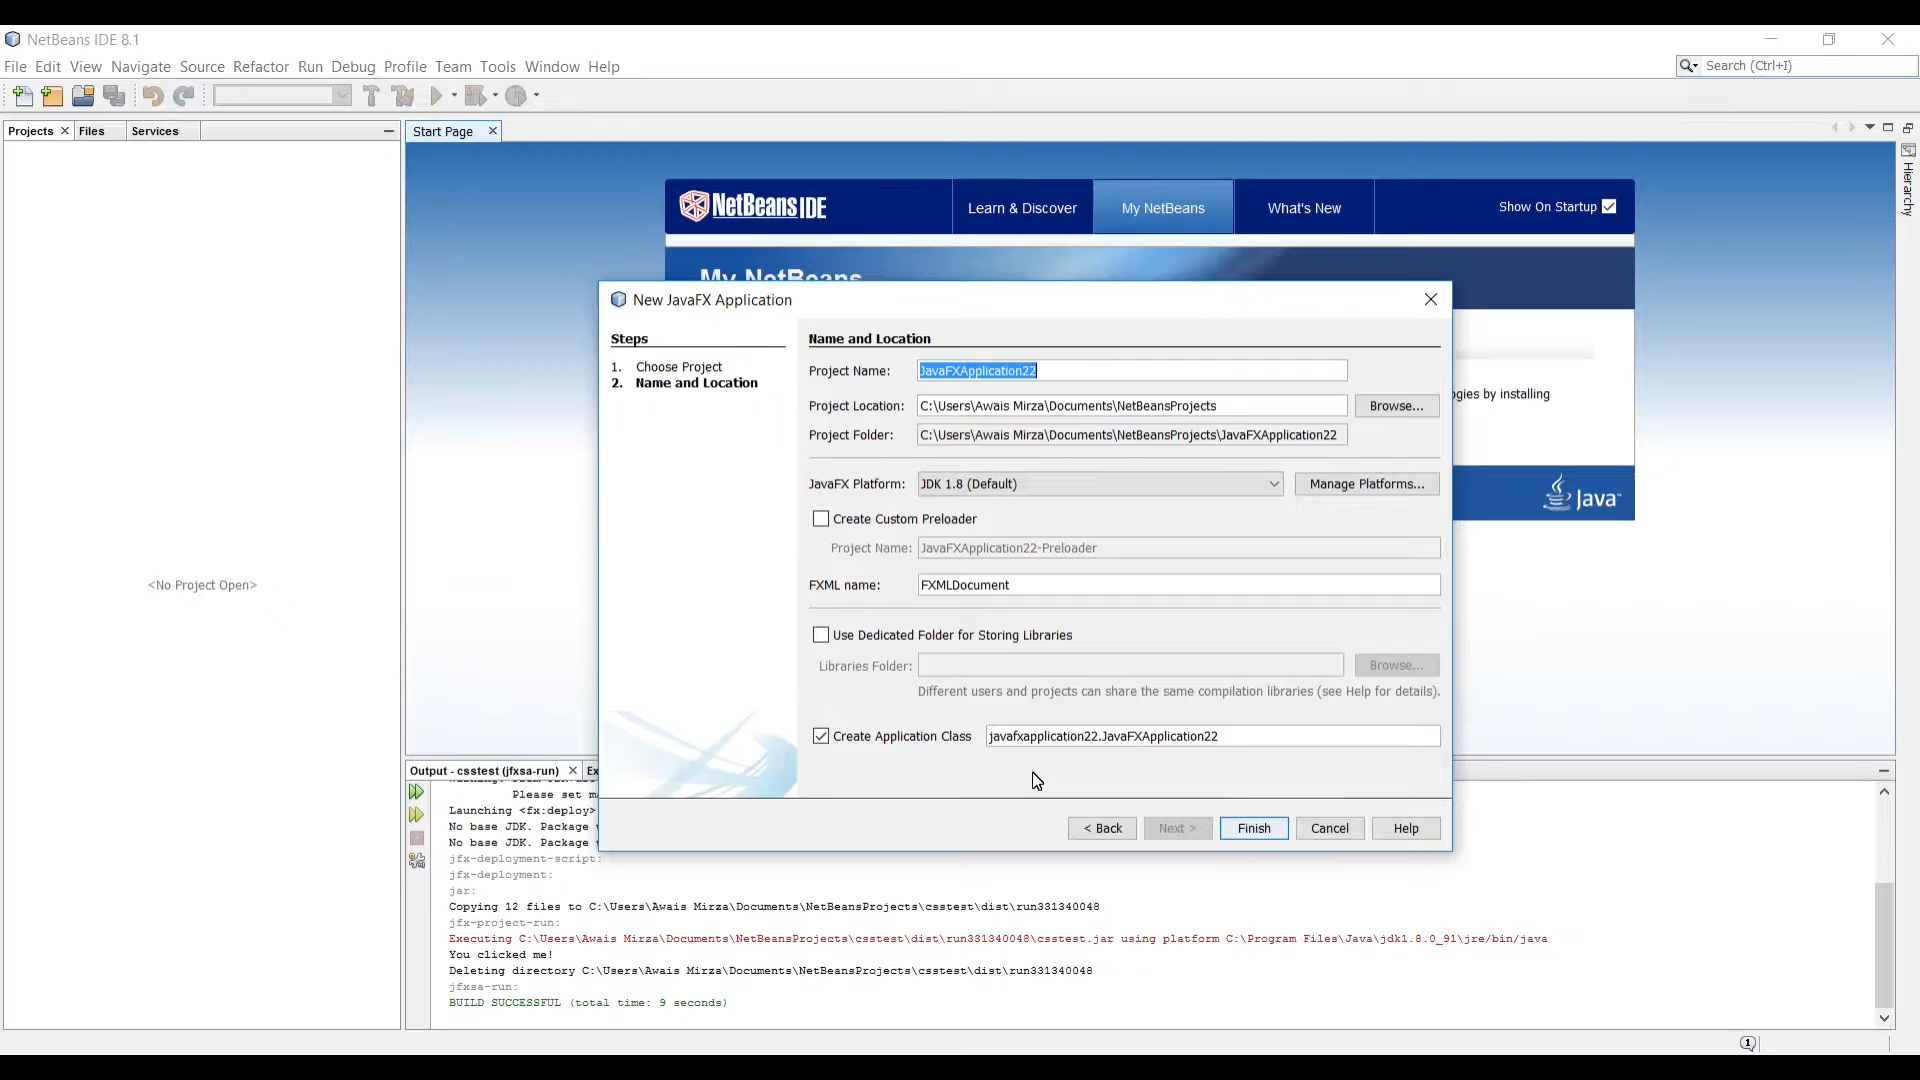 NetBeans IDE 8.1
File Edit View Navigate Source Refactor Run Debug Profile Team Tools Window Help
Search (Ctrl+I)
Projects Files Services
Start Page
Hierarchy
NetBeans IDE
Learn & Discover
My NetBeans
What's New
Show On Startup
My NetBeans
New JavaFX Application
Steps
1. Choose Project
2. Name and Location
Name and Location
Project Name: JavaFXApplication22
Project Location: C:\Users\Awais Mirza\Documents\NetBeansProjects Browse...
Project Folder: C:\Users\Awais Mirza\Documents\NetBeansProjects\JavaFXApplication22
JavaFX Platform: JDK 1.8 (Default) Manage Platforms...
Create Custom Preloader
Project Name: JavaFXApplication22-Preloader
FXML name: FXMLDocument
Use Dedicated Folder for Storing Libraries
Libraries Folder: Browse...
Different users and projects can share the same compilation libraries (see Help for details).
Create Application Class javafxapplication22.JavaFXApplication22
< Back Next > Finish Cancel Help
by installing
Java
<No Project Open>
Output - csstest (jfxsa-run)
Please set
Launching <fx:deploy>
No base JDK. Package
No base JDK. Package
jfx-deployment-script:
jfx-deployment:
jar:
Copying 12 files to C:\Users\Awais Mirza\Documents\NetBeansProjects\csstest\dist\run331340048
jfx-project-run:
Executing C:\Users\Awais Mirza\Documents\NetBeansProjects\csstest\dist\run331340048\csstest.jar using platform C:\Program Files\Java\jdk1.8.0_91\jre/bin/java
You clicked me!
Deleting directory C:\Users\Awais Mirza\Documents\NetBeansProjects\csstest\dist\run331340048
jfxsa-run:
BUILD SUCCESSFUL (total time: 9 seconds)
1